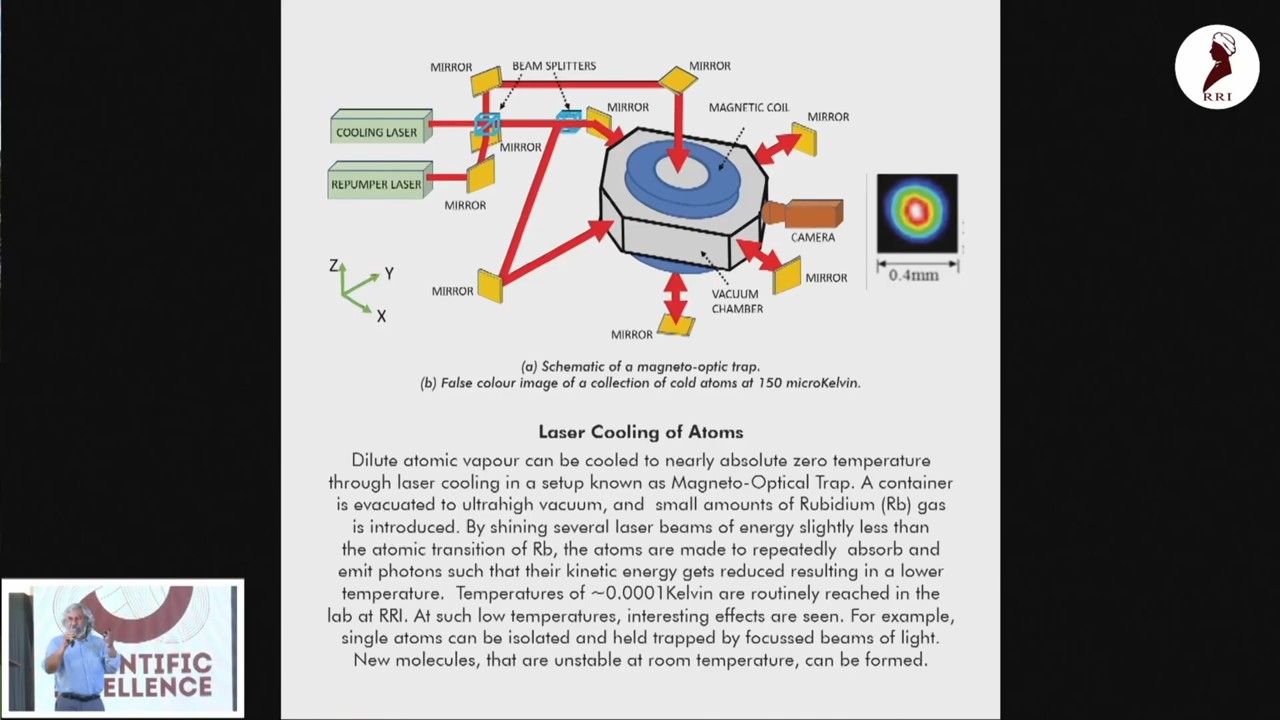 MIRROR
BEAM SPLITTERS
MIRROR
MIRROR
MAGNETIC COIL
MIRROR
COOLING LASER
MIRROR
REPUMPER LASER
MIRROR
CAMERA
0.4mm
Z
Y
X
MIRROR
VACUUM
CHAMBER
MIRROR
MIRROR
RRI
(a) Schematic of a magneto-optic trap.
(b) False colour image of a collection of cold atoms at 150 microKelvin.
Laser Cooling of Atoms
Dilute atomic vapour can be cooled to nearly absolute zero temperature
through laser cooling in a setup known as Magneto-Optical Trap. A container
is evacuated to ultrahigh vacuum, and small amounts of Rubidium (Rb) gas
is introduced. By shining several laser beams of energy slightly less than
the atomic transition of Rb, the atoms are made to repeatedly absorb and
emit photons such that their kinetic energy gets reduced resulting in a lower
temperature. Temperatures of ~0.0001Kelvin are routinely reached in the
lab at RRI. At such low temperatures, interesting effects are seen. For example,
single atoms can be isolated and held trapped by focussed beams of light.
New molecules, that are unstable at room temperature, can be formed.
NTIFIC
ELLENCE